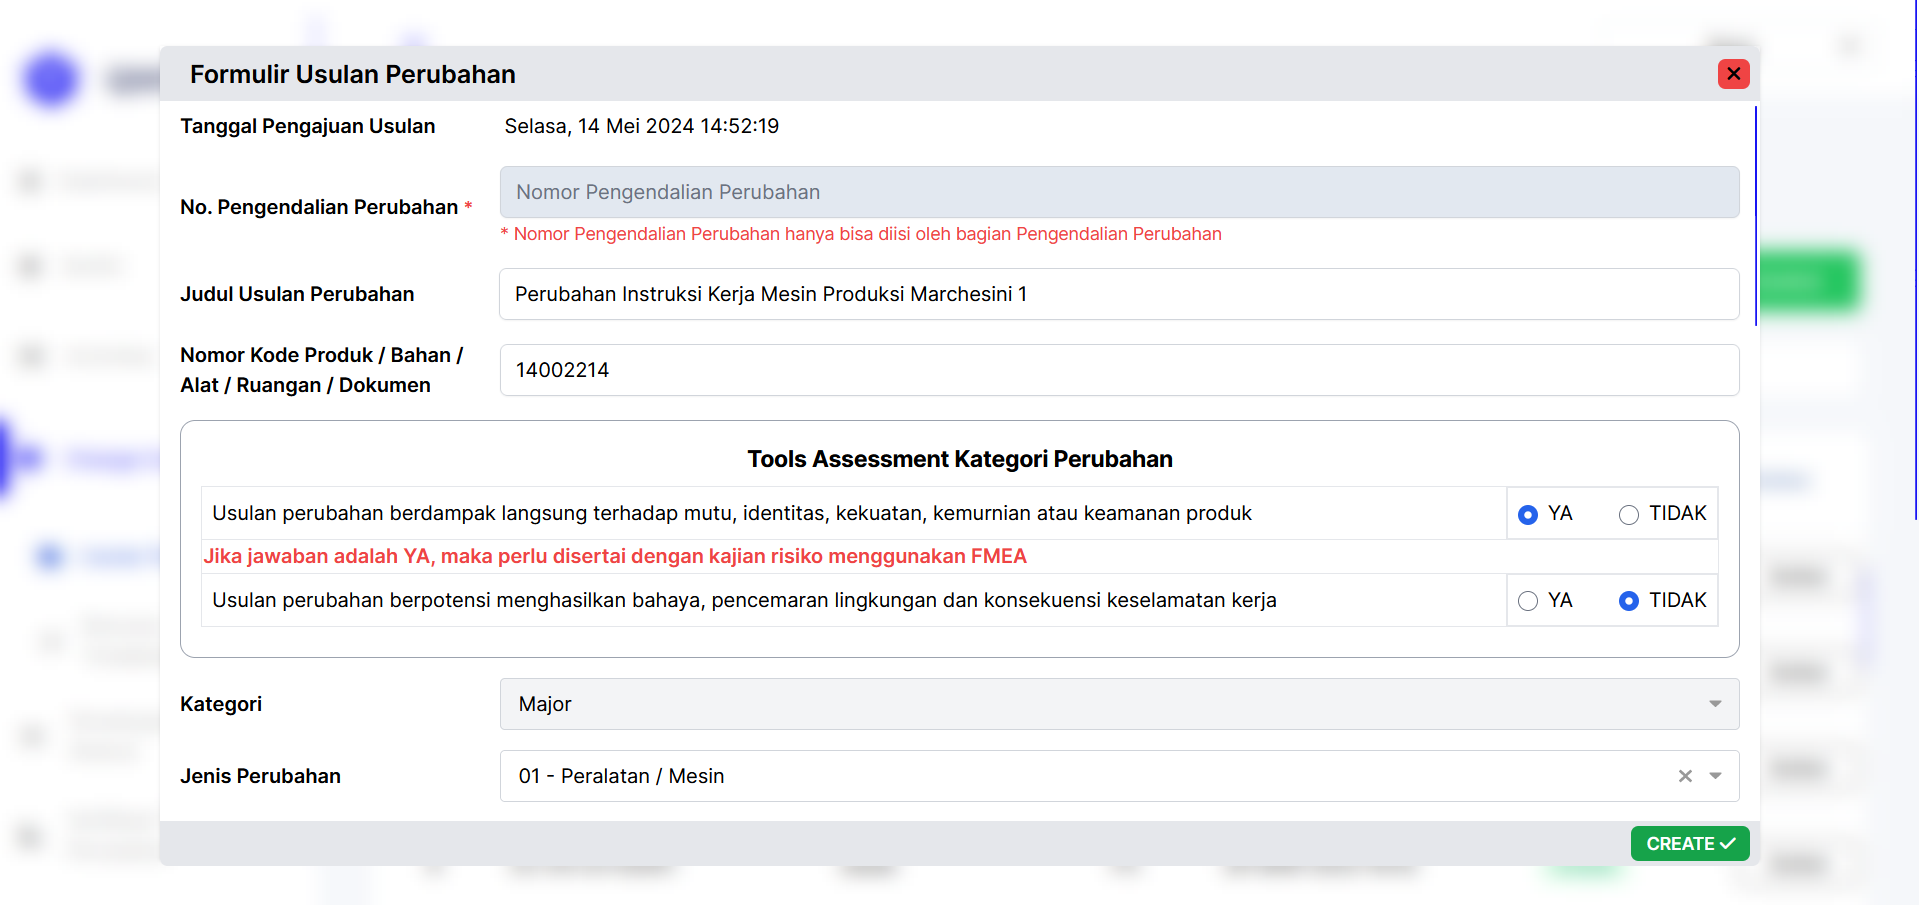 Formulir Usulan Perubahan
Tanggal Pengajuan Usulan
Selasa, 14 Mei 2024 14:52:19
No. Pengendalian Perubahan *
Nomor Pengendalian Perubahan
* Nomor Pengendalian Perubahan hanya bisa diisi oleh bagian Pengendalian Perubahan
Judul Usulan Perubahan
Perubahan Instruksi Kerja Mesin Produksi Marchesini 1
Nomor Kode Produk / Bahan /
Alat / Ruangan / Dokumen
14002214
Tools Assessment Kategori Perubahan
Usulan perubahan berdampak langsung terhadap mutu, identitas, kekuatan, kemurnian atau keamanan produk
YA TIDAK
Jika jawaban adalah YA, maka perlu disertai dengan kajian risiko menggunakan FMEA
Usulan perubahan berpotensi menghasilkan bahaya, pencemaran lingkungan dan konsekuensi keselamatan kerja
YA TIDAK
Kategori
Major
Jenis Perubahan
01 - Peralatan / Mesin
CREATE